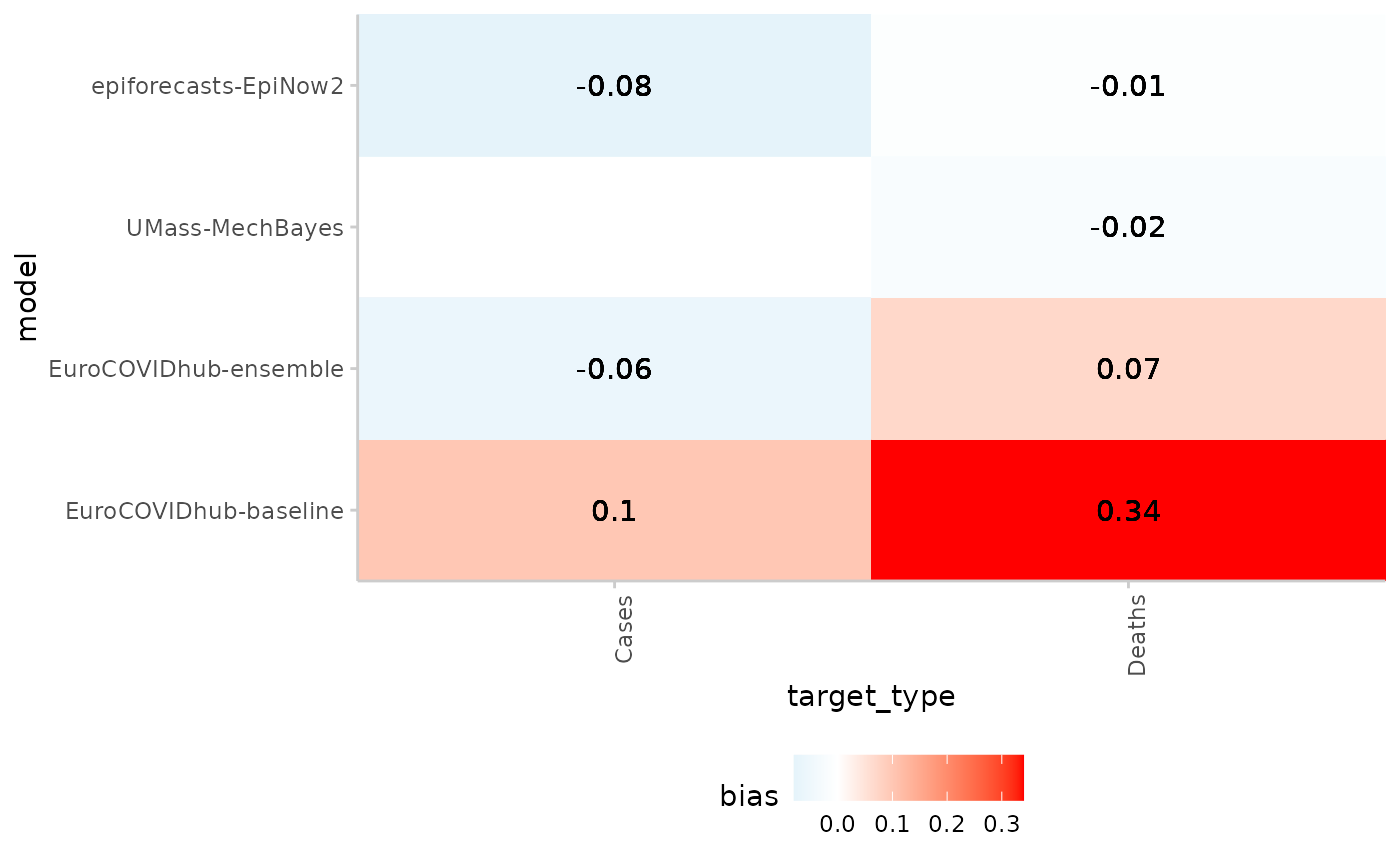 epiforecasts-EpiNow2 -0.08 -0.01
UMass-MechBayes -0.02
EuroCOVIDhub-ensemble -0.06 0.07
EuroCOVIDhub-baseline 0.1 0.34
model
Cases Deaths
target_type
bias
0.0 0.1 0.2 0.3